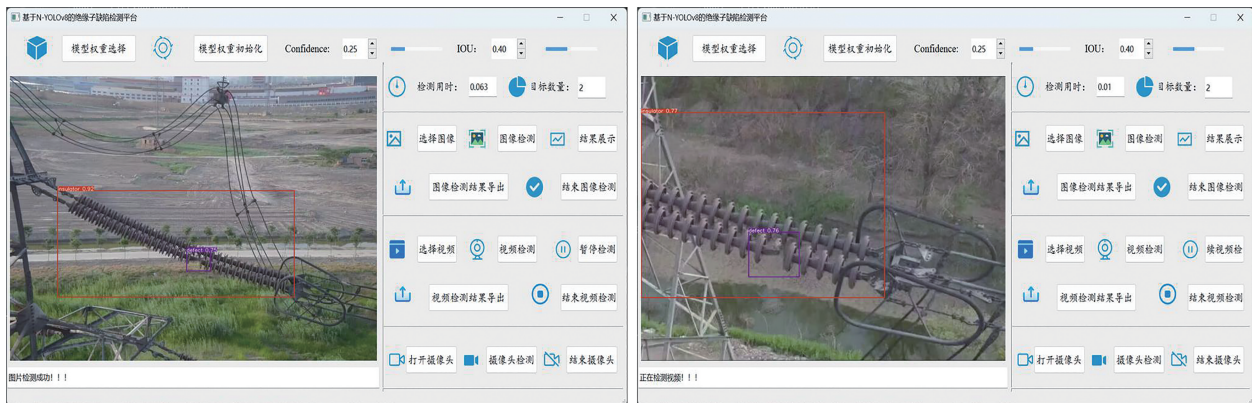 基于N-YOLOv8的绝缘子缺陷检测平台
模型权重选择 模型权重初始化 Confidence: 0.25 IOU: 0.40
检测用时: 0.063 目标数量: 2
insulator 0.92
选择图像 图像检测 结果展示
图像检测结果导出 结束图像检测
选择视频 视频检测 暂停检测
视频检测结果导出 结束视频检测
打开摄像头 摄像头检测 结束摄像头
图片检测成功！！！
基于N-YOLOv8的绝缘子缺陷检测平台
模型权重选择 模型权重初始化 Confidence: 0.25 IOU: 0.40
检测用时: 0.01 目标数量: 2
insulator 0.77
选择图像 图像检测 结果展示
图像检测结果导出 结束图像检测
defect 0.76
选择视频 视频检测 续视频检
视频检测结果导出 结束视频检测
打开摄像头 摄像头检测 结束摄像头
正在检测视频！！！